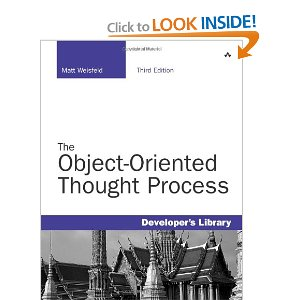 Click to LOOK INSIDE!
Matt Weisfeld Third Edition
The
Object-Oriented
Thought Process
Developer's Library